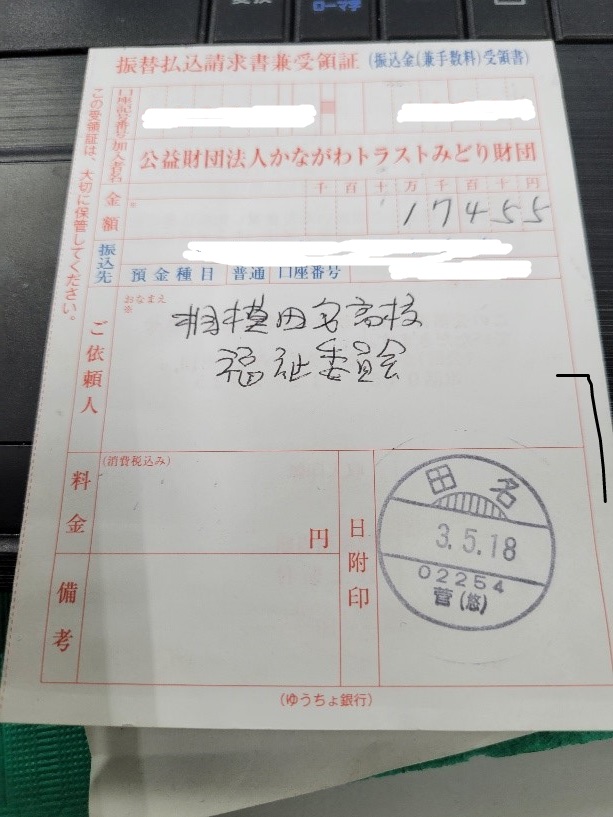 振替払込請求書兼受領証 (振込金(兼手数料)受領書)
この受領証は、大切に保管してください。
口座記号番号
加入者名
公益財団法人かながわトラストみどり財団
金額
※
千百十万千百十円
17455
振込先
預金種目 普通 口座番号
ご依頼人
おなまえ
※
相模田名高校
福祉委員会
料金
(消費税込み)
円
備考
日附印
田名
3.5.18
02254
菅(悠)
(ゆうちょ銀行)
ローマ字